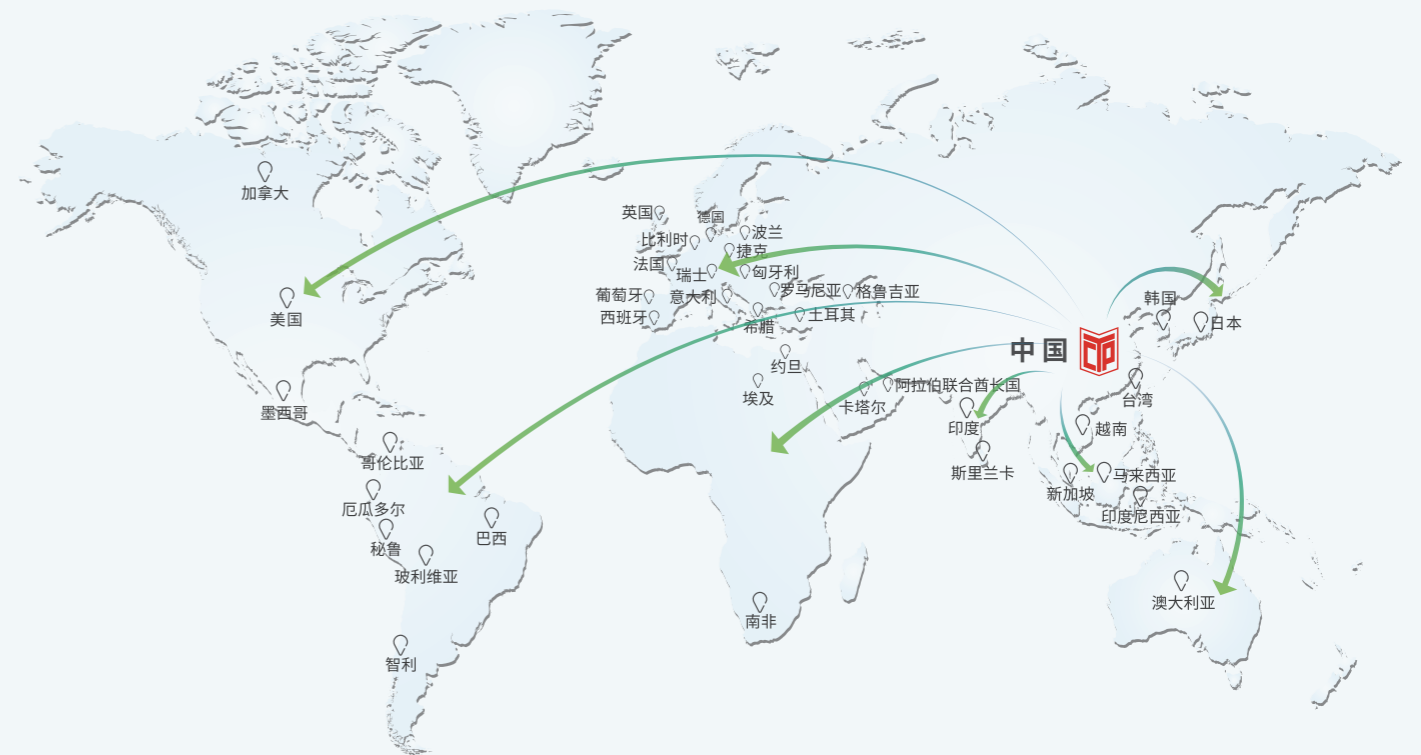 加拿大
美国
墨西哥
哥伦比亚
厄瓜多尔
秘鲁
巴西
玻利维亚
智利
英国
德国
比利时
波兰
捷克
法国
瑞士
匈牙利
葡萄牙
意大利
罗马尼亚
格鲁吉亚
西班牙
希腊
土耳其
约旦
埃及
卡塔尔
阿拉伯联合酋长国
南非
韩国
日本
中国
台湾
印度
越南
斯里兰卡
新加坡
马来西亚
印度尼西亚
澳大利亚